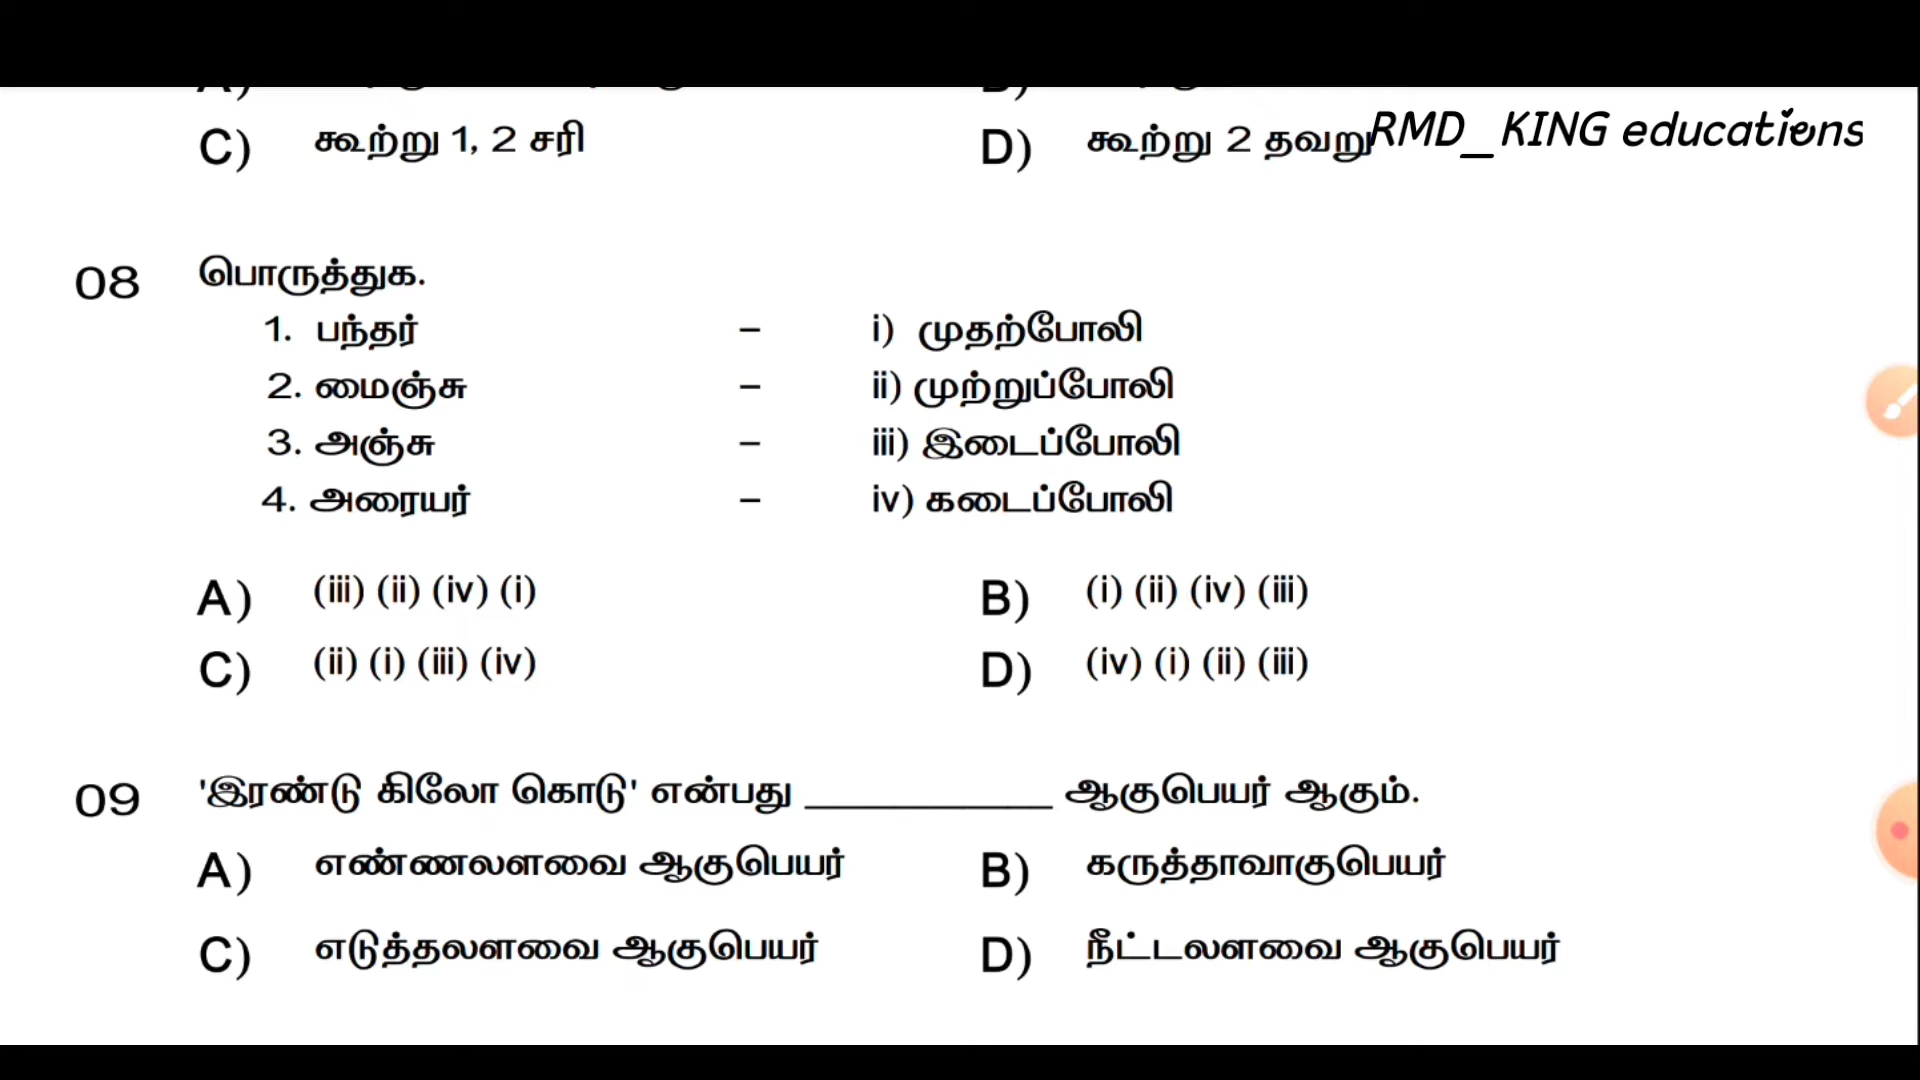 C) கூற்று 1, 2 சரி D) கூற்று 2 தவறு RMD_KING educations
08 பொருத்துக.
1. பந்தர் – i) முதற்போலி
2. மைஞ்சு – ii) முற்றுப்போலி
3. அஞ்சு – iii) இடைப்போலி
4. அரையர் – iv) கடைப்போலி
A) (iii) (ii) (iv) (i) B) (i) (ii) (iv) (iii)
C) (ii) (i) (iii) (iv) D) (iv) (i) (ii) (iii)
09 'இரண்டு கிலோ கொடு' என்பது ____________ ஆகுபெயர் ஆகும்.
A) எண்ணலளவை ஆகுபெயர் B) கருத்தாவாகுபெயர்
C) எடுத்தலளவை ஆகுபெயர் D) நீட்டலளவை ஆகுபெயர்